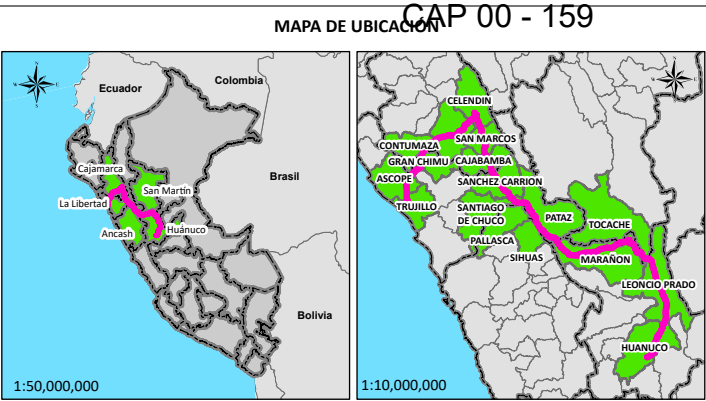 CAP 00 - 159
MAPA DE UBICACIÓN
Colombia
Ecuador
Brasil
Cajamarca
San Martín
La Libertad
Ancash
Huánuco
Bolivia
1:50,000,000
CELENDIN
CONTUMAZA
SAN MARCOS
GRAN CHIMU
CAJABAMBA
ASCOPE
SANCHEZ CARRION
TRUJILLO
SANTIAGO
DE CHUCO
PATAZ
TOCACHE
PALLASCA
SIHUAS
MARAÑON
LEONCIO PRADO
HUANUCO
1:10,000,000